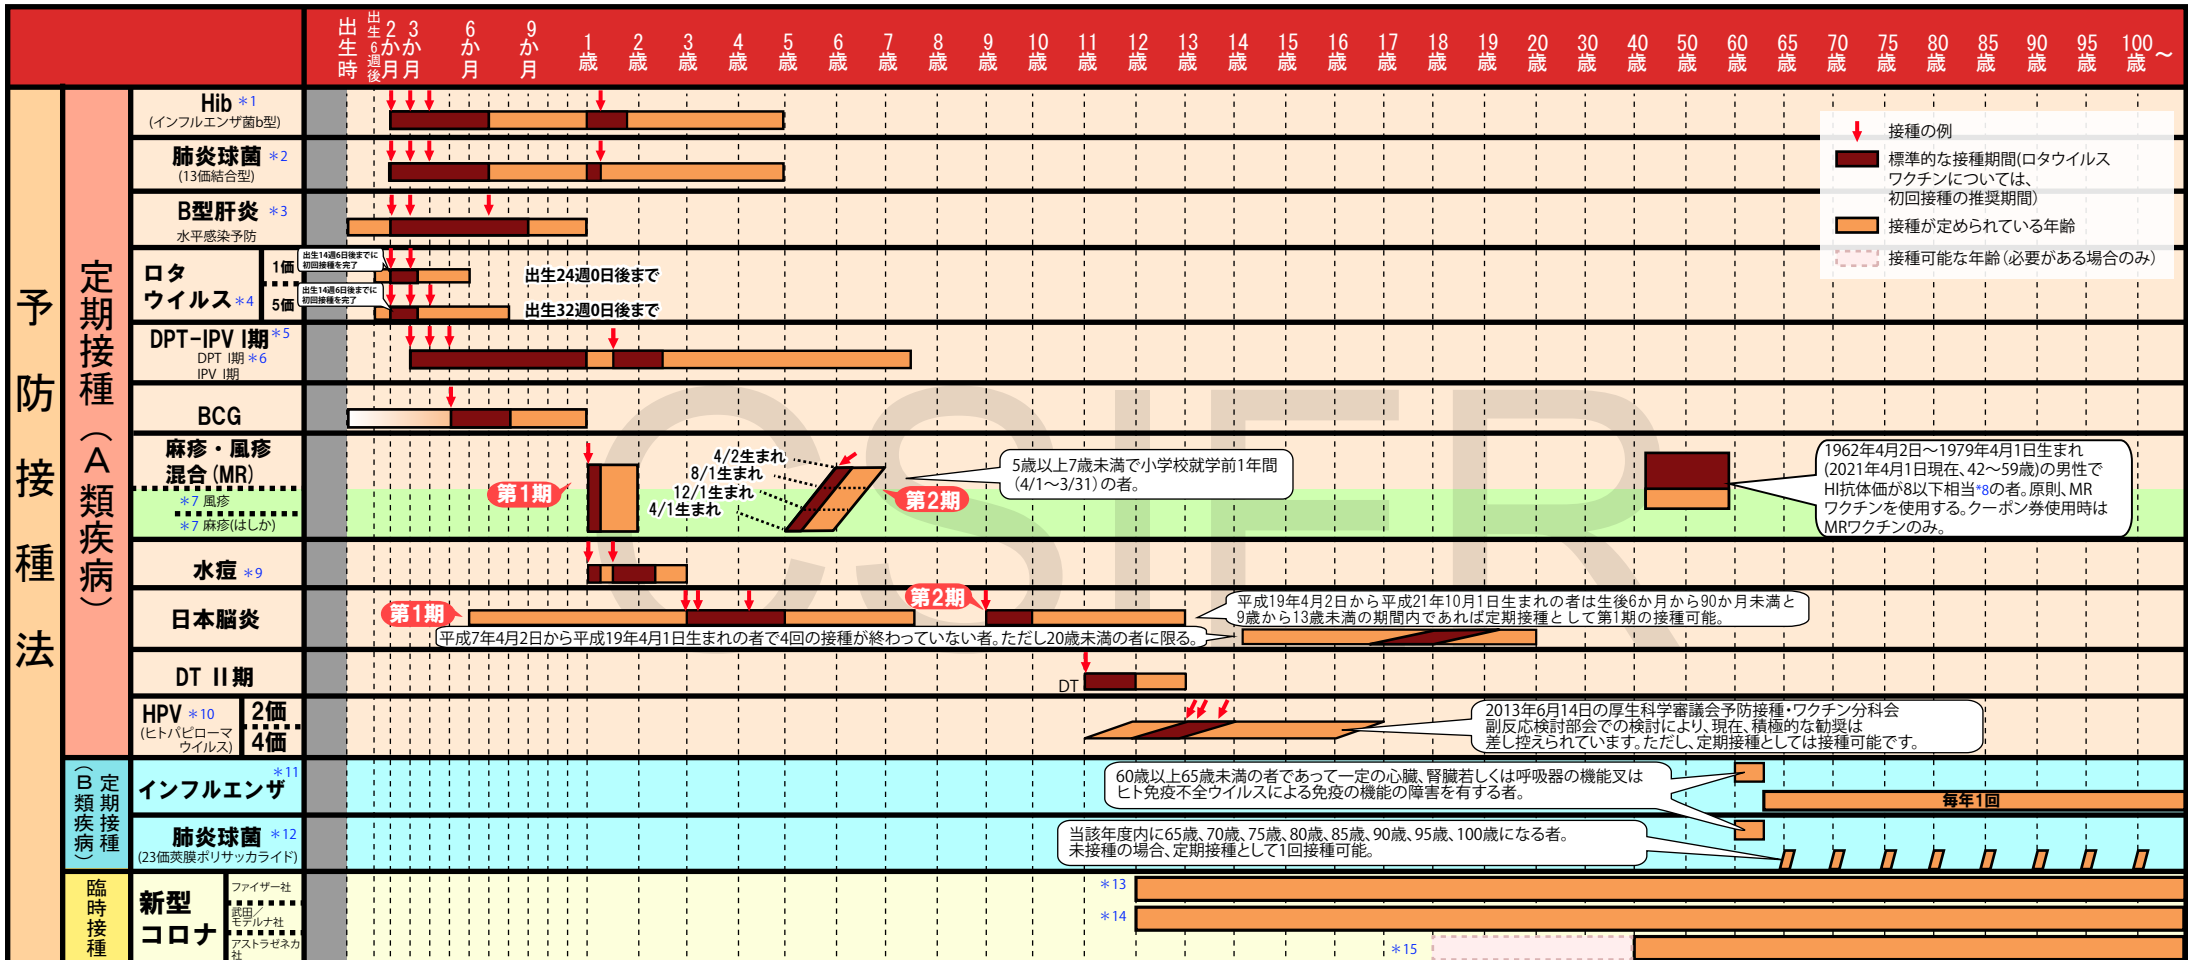 出生時
出生6週後
2か月
3か月
6か月
9か月
1歳
2歳
3歳
4歳
5歳
6歳
7歳
8歳
9歳
10歳
11歳
12歳
13歳
14歳
15歳
16歳
17歳
18歳
19歳
20歳
30歳
40歳
50歳
60歳
65歳
70歳
75歳
80歳
85歳
90歳
95歳
100歳～
予防接種法
定期接種（A類疾病）
Hib *1
(インフルエンザ菌b型)
接種の例
標準的な接種期間(ロタウイルス
ワクチンについては、
初回接種の推奨期間)
接種が定められている年齢
接種可能な年齢(必要がある場合のみ)
肺炎球菌 *2
(13価結合型)
B型肝炎 *3
水平感染予防
ロタ
ウイルス *4
1価
5価
出生14週6日後までに
初回接種を完了
出生24週0日後まで
出生14週6日後までに
初回接種を完了
出生32週0日後まで
DPT-IPV I期 *5
DPT I期 *6
IPV I期
BCG
麻疹・風疹
混合(MR)
*7 風疹
*7 麻疹(はしか)
第1期
4/2生まれ
8/1生まれ
12/1生まれ
4/1生まれ
第2期
5歳以上7歳未満で小学校就学前1年間
(4/1～3/31)の者。
1962年4月2日～1979年4月1日生まれ
(2021年4月1日現在、42～59歳)の男性で
HI抗体価が8以下相当*8の者。原則、MR
ワクチンを使用する。クーポン券使用時は
MRワクチンのみ。
CSIER
水痘 *9
日本脳炎
第1期
第2期
平成19年4月2日から平成21年10月1日生まれの者は生後6か月から90か月未満と
9歳から13歳未満の期間内であれば定期接種として第1期の接種可能。
平成7年4月2日から平成19年4月1日生まれの者で4回の接種が終わっていない者。ただし20歳未満の者に限る。
DT II期
DT
HPV *10
(ヒトパピローマ
ウイルス)
2価
4価
2013年6月14日の厚生科学審議会予防接種・ワクチン分科会
副反応検討部会での検討により、現在、積極的な勧奨は
差し控えられています。ただし、定期接種としては接種可能です。
定期接種
(B類疾病)
インフルエンザ *11
60歳以上65歳未満の者であって一定の心臓、腎臓若しくは呼吸器の機能又は
ヒト免疫不全ウイルスによる免疫の機能の障害を有する者。
毎年1回
肺炎球菌 *12
(23価莢膜ポリサッカライド)
当該年度内に65歳、70歳、75歳、80歳、85歳、90歳、95歳、100歳になる者。
未接種の場合、定期接種として1回接種可能。
臨時接種
新型
コロナ
ファイザー社
*13
武田/
モデルナ社
*14
アストラゼネカ
社
*15